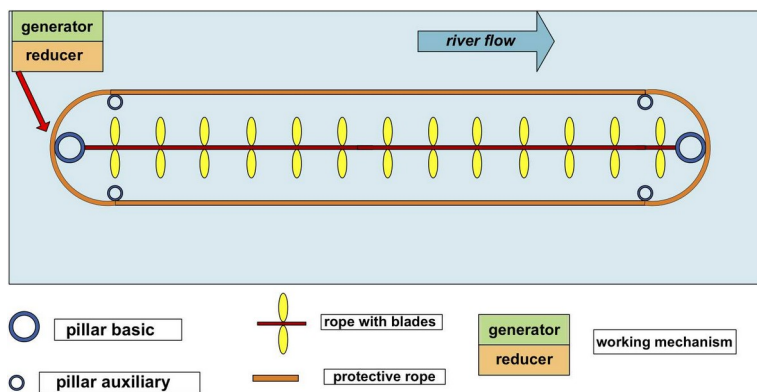 generator
reducer
river flow
pillar basic
rope with blades
generator
reducer
working mechanism
pillar auxiliary
protective rope